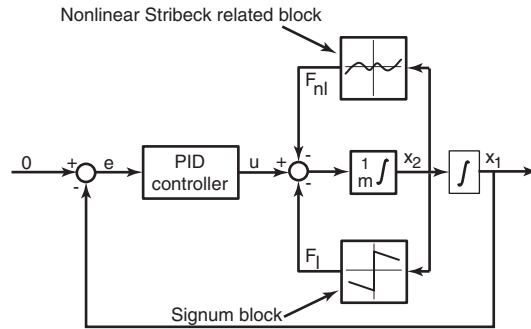 Nonlinear Stribeck related block
F_nl
0
+
-
e
PID
controller
u
+
-
-
1
m
∫
x_2
∫
x_1
F_l
Signum block